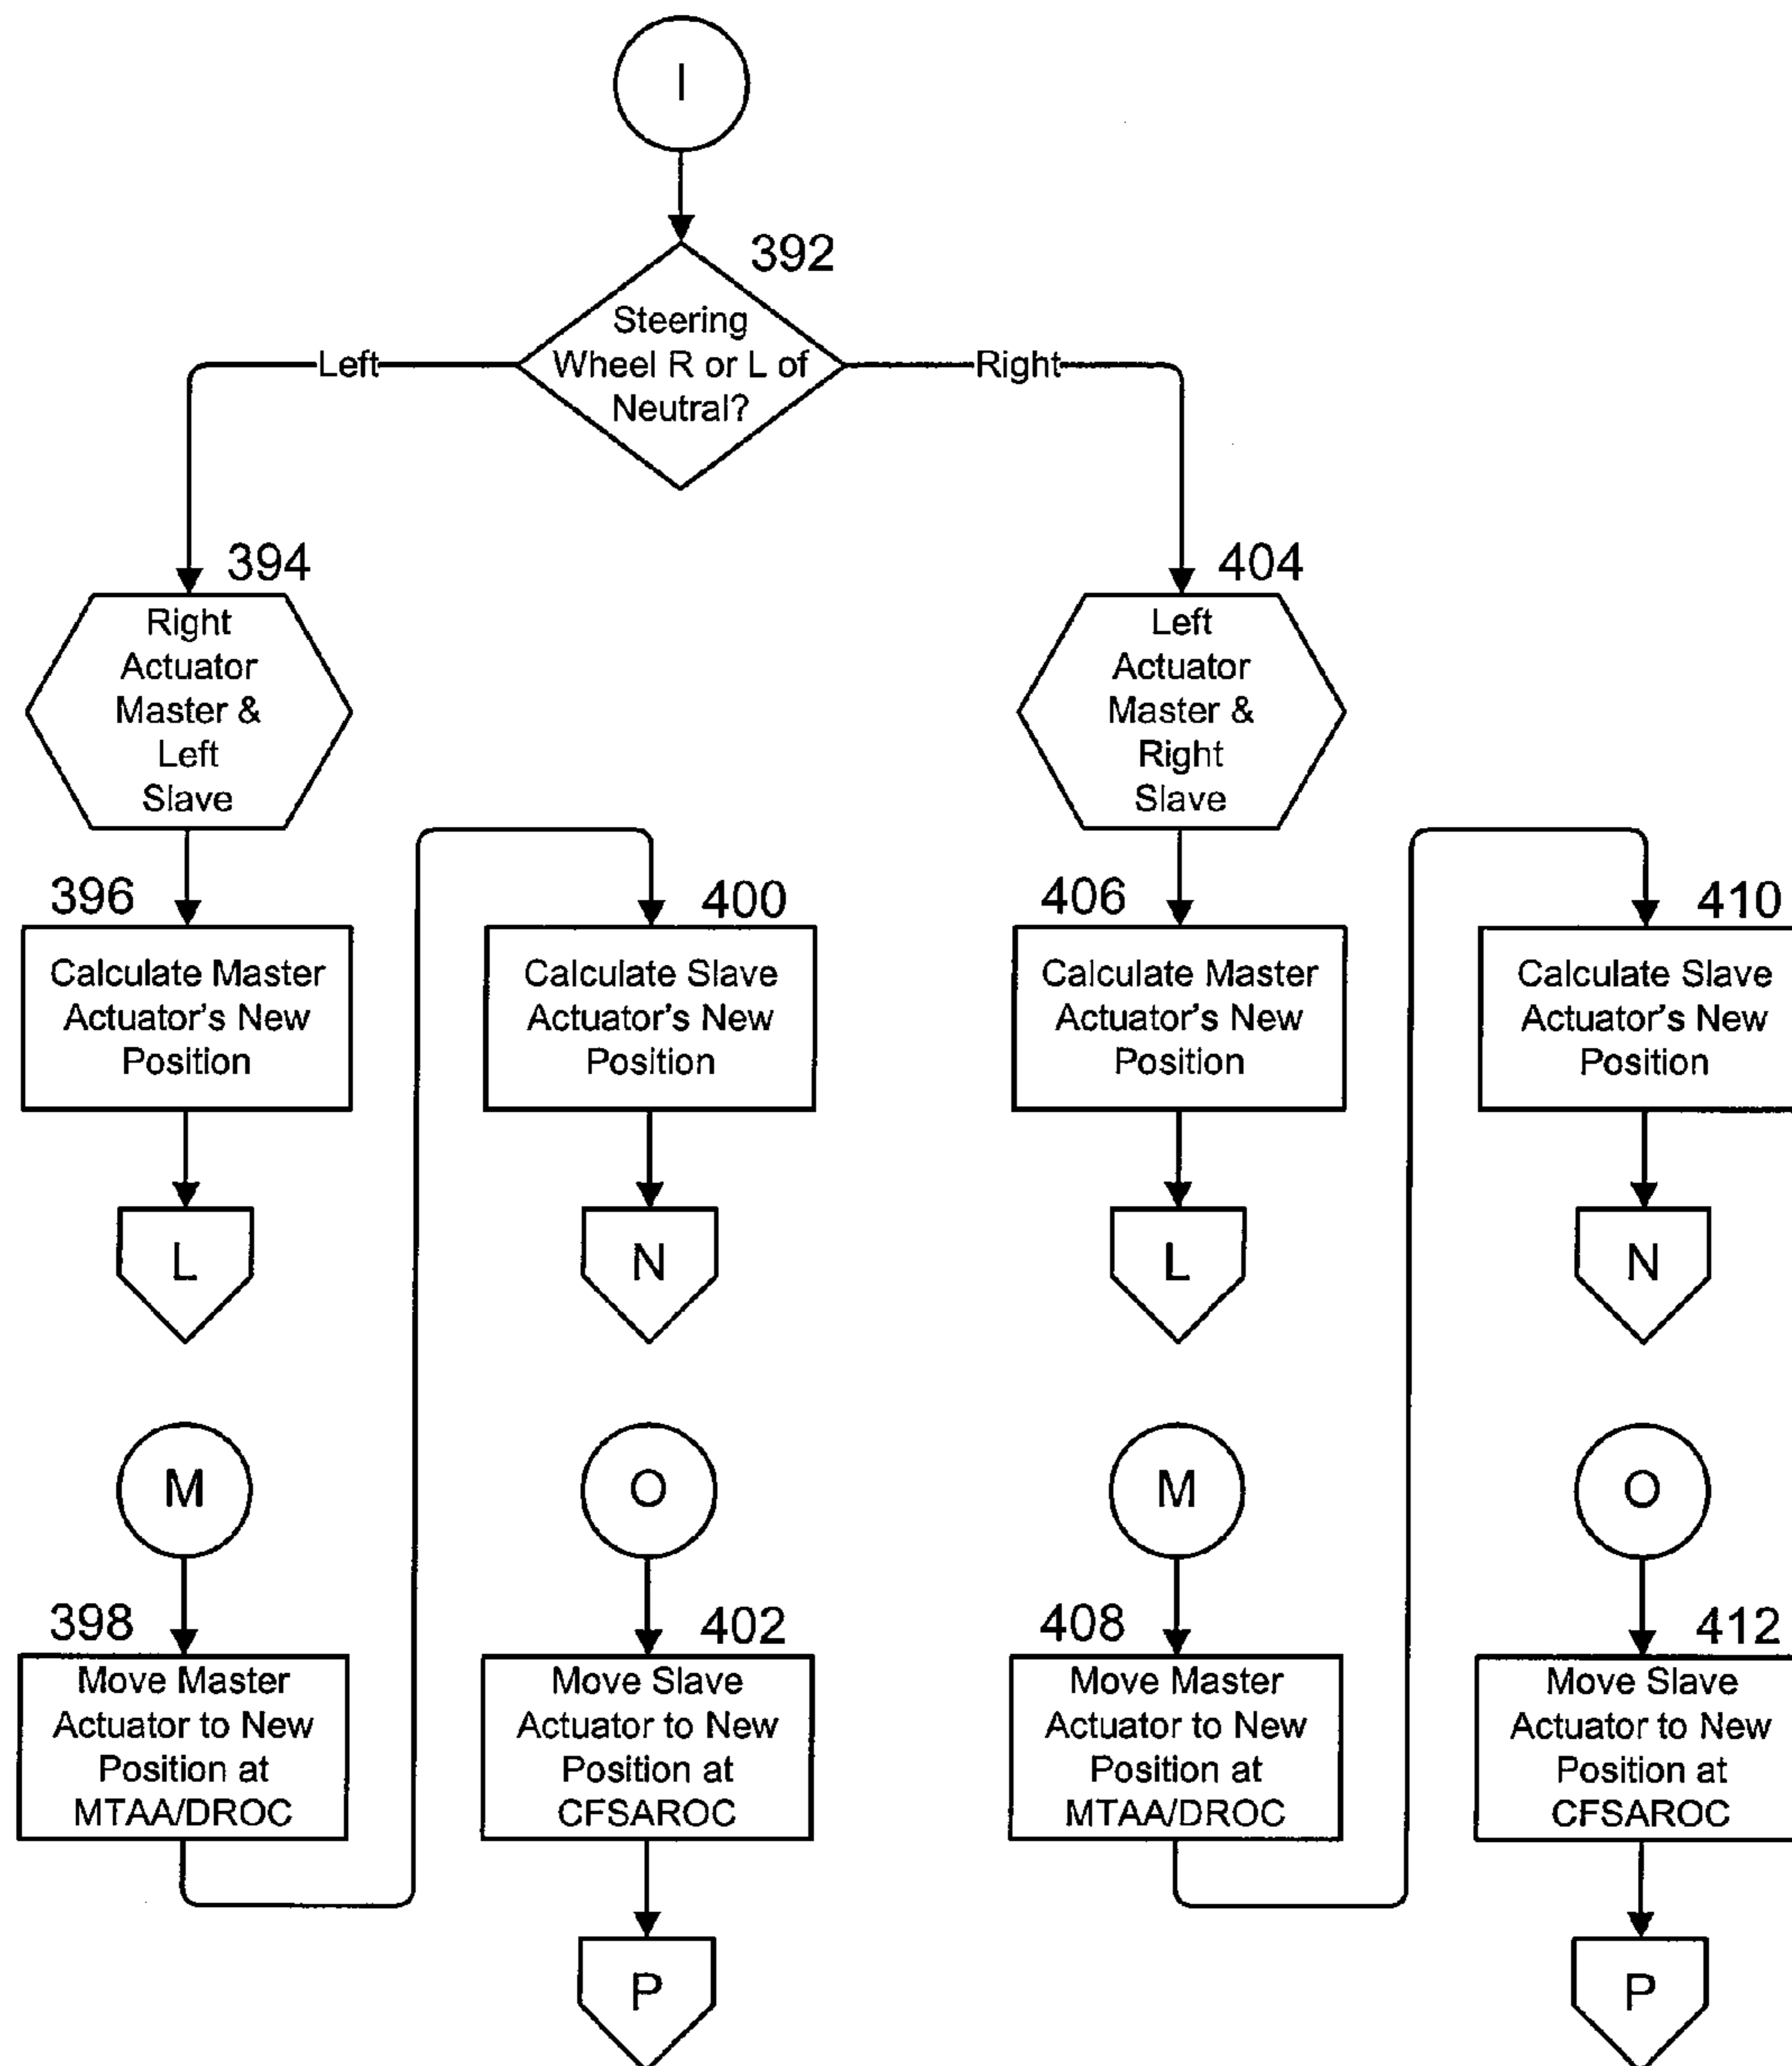 I
392
Steering
Wheel R or L of
Neutral?
Left
Right
394
Right
Actuator
Master &
Left
Slave
404
Left
Actuator
Master &
Right
Slave
396
Calculate Master
Actuator's New
Position
400
Calculate Slave
Actuator's New
Position
406
Calculate Master
Actuator's New
Position
410
Calculate Slave
Actuator's New
Position
L
N
L
N
M
O
M
O
398
Move Master
Actuator to New
Position at
MTAA/DROC
402
Move Slave
Actuator to New
Position at
CFSAROC
408
Move Master
Actuator to New
Position at
MTAA/DROC
412
Move Slave
Actuator to New
Position at
CFSAROC
P
P